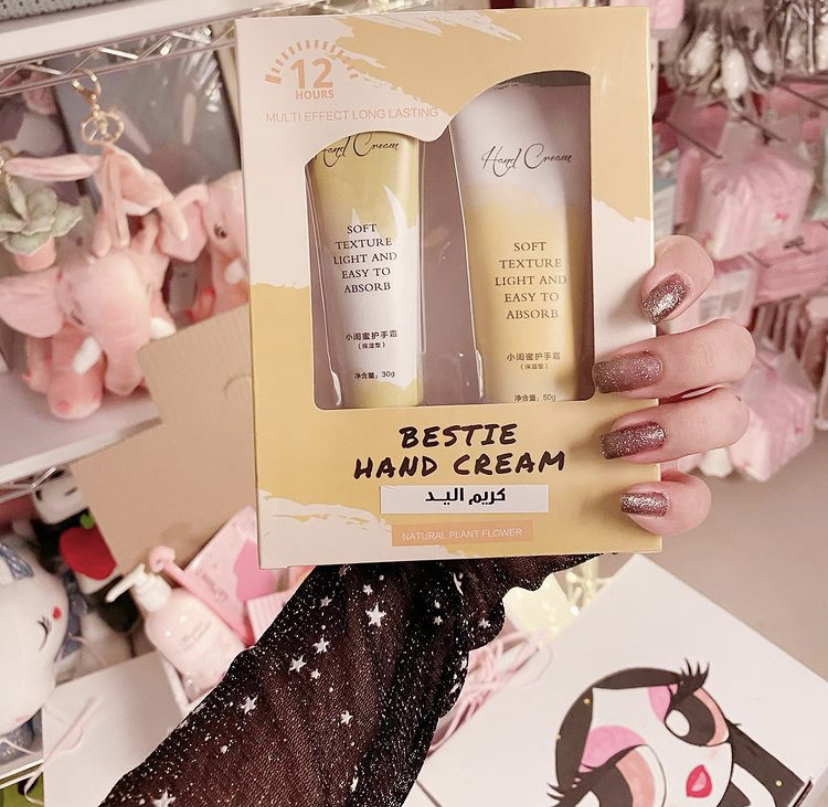 12
HOURS
MULTI EFFECT LONG LASTING
Hand Cream
SOFT
TEXTURE
LIGHT AND
EASY TO
ABSORB
小闺蜜护手霜
(保湿型)
净含量：30g
Hand Cream
SOFT
TEXTURE
LIGHT AND
EASY TO
ABSORB
小闺蜜护手霜
(保湿型)
净含量：60g
BESTIE
HAND CREAM
كريم اليد
NATURAL PLANT FLOWER